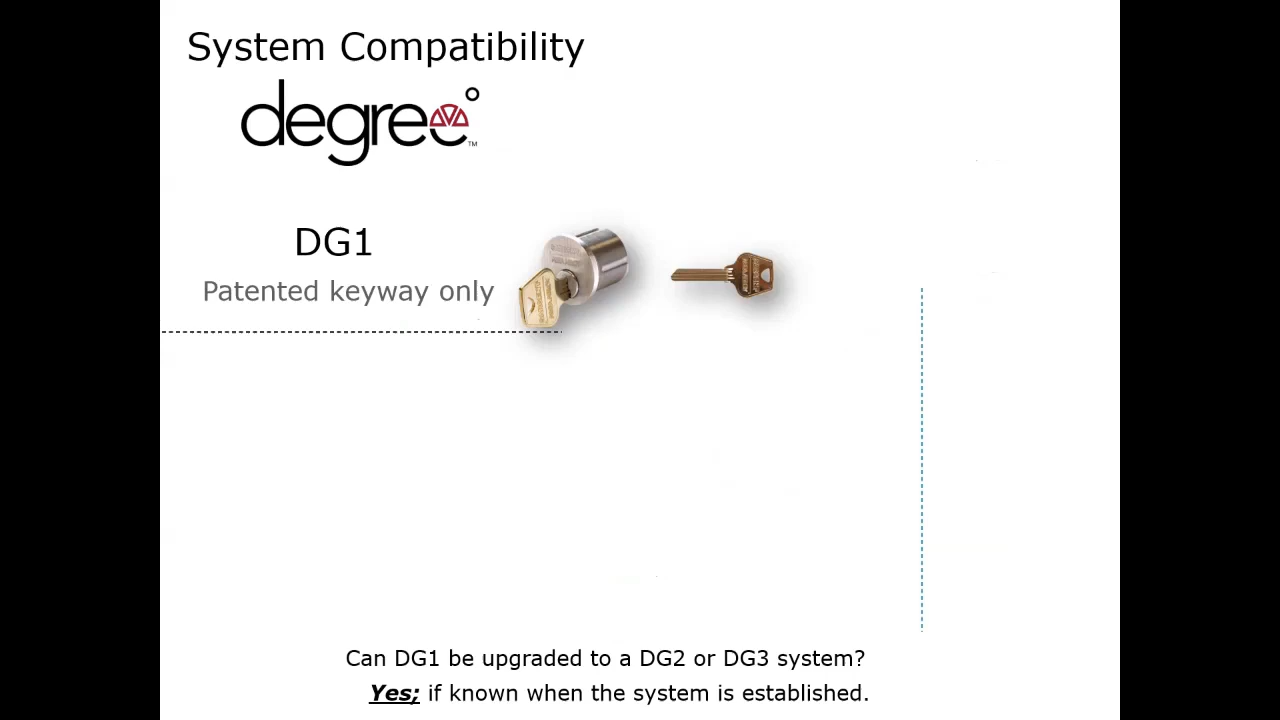 System Compatibility
degree°
™
DG1
Patented keyway only
Can DG1 be upgraded to a DG2 or DG3 system?
Yes; if known when the system is established.